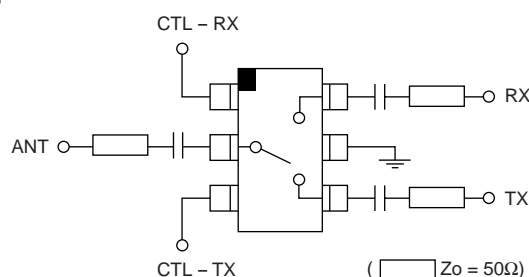 CTL – RX
RX
ANT
TX
CTL – TX
( Zo = 50Ω)